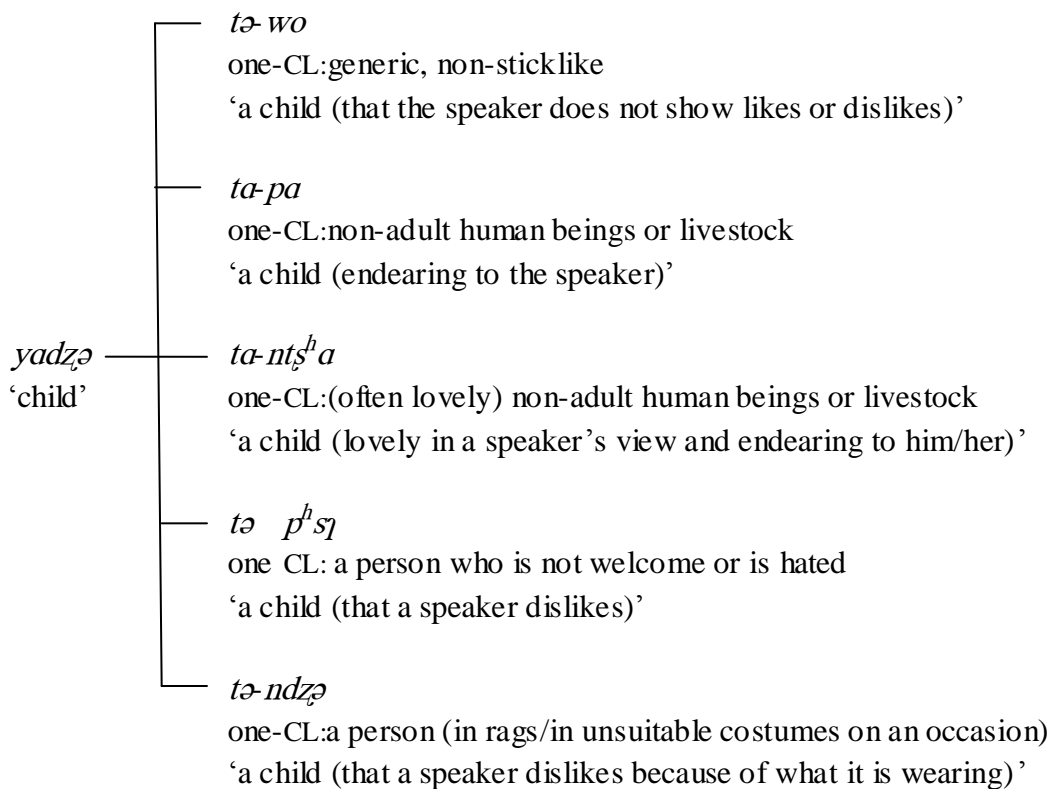 tə-wo
one-CL:generic, non-sticklike
‘a child (that the speaker does not show likes or dislikes)’
tɑ-pɑ
one-CL:non-adult human beings or livestock
‘a child (endearing to the speaker)’
yadʐə
‘child’
tɑ-ntʂʰa
one-CL:(often lovely) non-adult human beings or livestock
‘a child (lovely in a speaker’s view and endearing to him/her)’
tə pʰsɿ
one CL: a person who is not welcome or is hated
‘a child (that a speaker dislikes)’
tə-ndʐə
one-CL:a person (in rags/in unsuitable costumes on an occasion)
‘a child (that a speaker dislikes because of what it is wearing)’